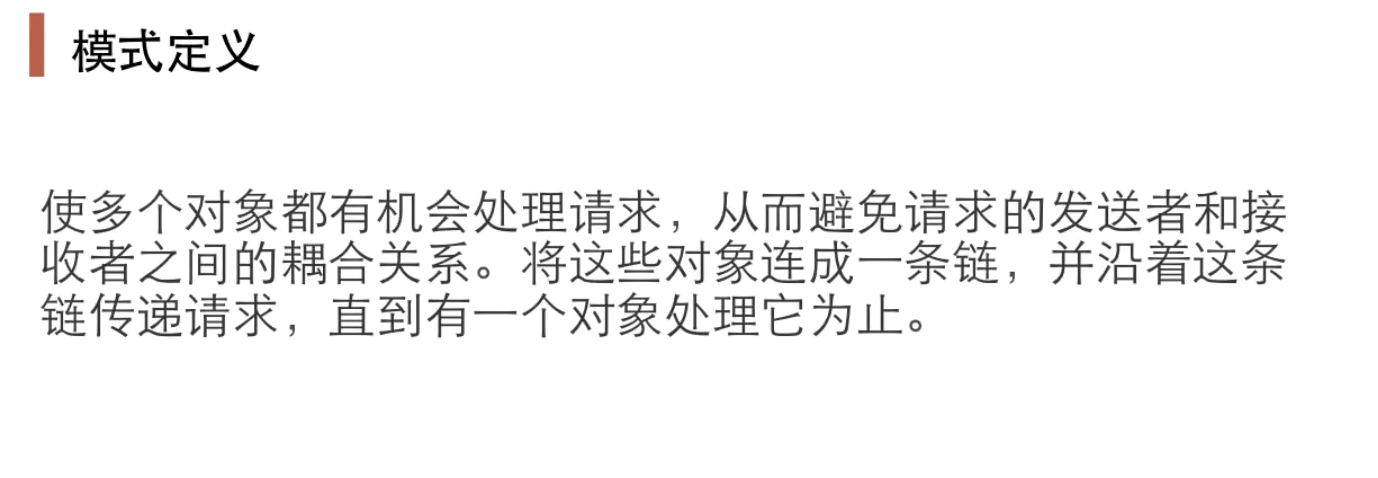 模式定义
使多个对象都有机会处理请求，从而避免请求的发送者和接
收者之间的耦合关系。将这些对象连成一条链，并沿着这条
链传递请求，直到有一个对象处理它为止。